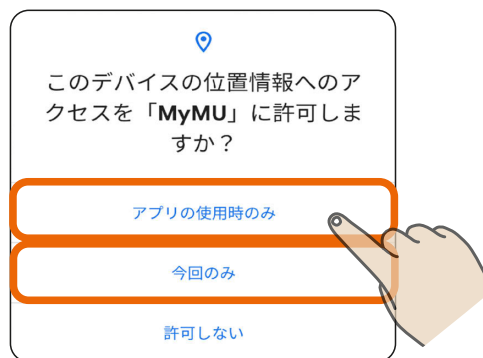 このデバイスの位置情報へのア
クセスを「MyMU」に許可しま
すか？
アプリの使用時のみ
今回のみ
許可しない